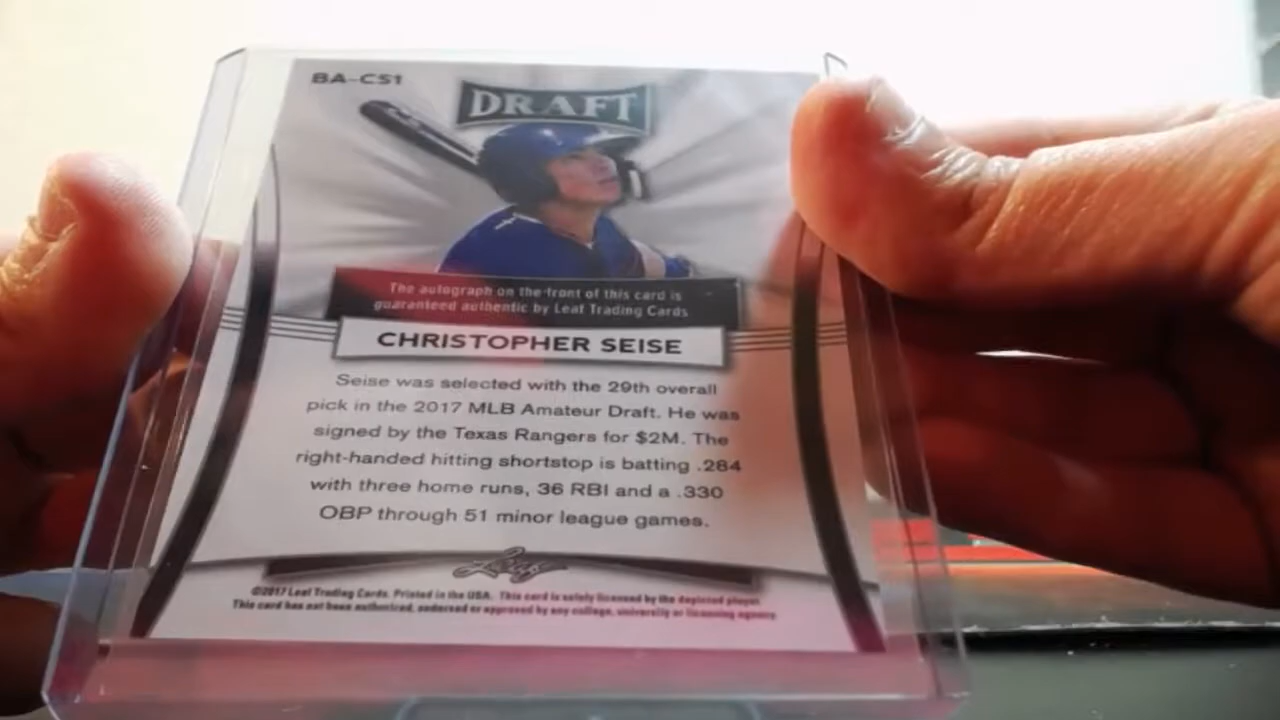 BA-CS1
DRAFT
The autograph on the front of this card is
guaranteed authentic by Leaf Trading Cards
CHRISTOPHER SEISE
Seise was selected with the 29th overall
pick in the 2017 MLB Amateur Draft. He was
signed by the Texas Rangers for $2M. The
right-handed hitting shortstop is batting .284
with three home runs, 36 RBI and a .330
OBP through 51 minor league games.
Leaf
©2017 Leaf Trading Cards. Printed in the USA. This card is solely licensed by the depicted player.
This card has not been authorized, endorsed or approved by any college, university or licensing agency.